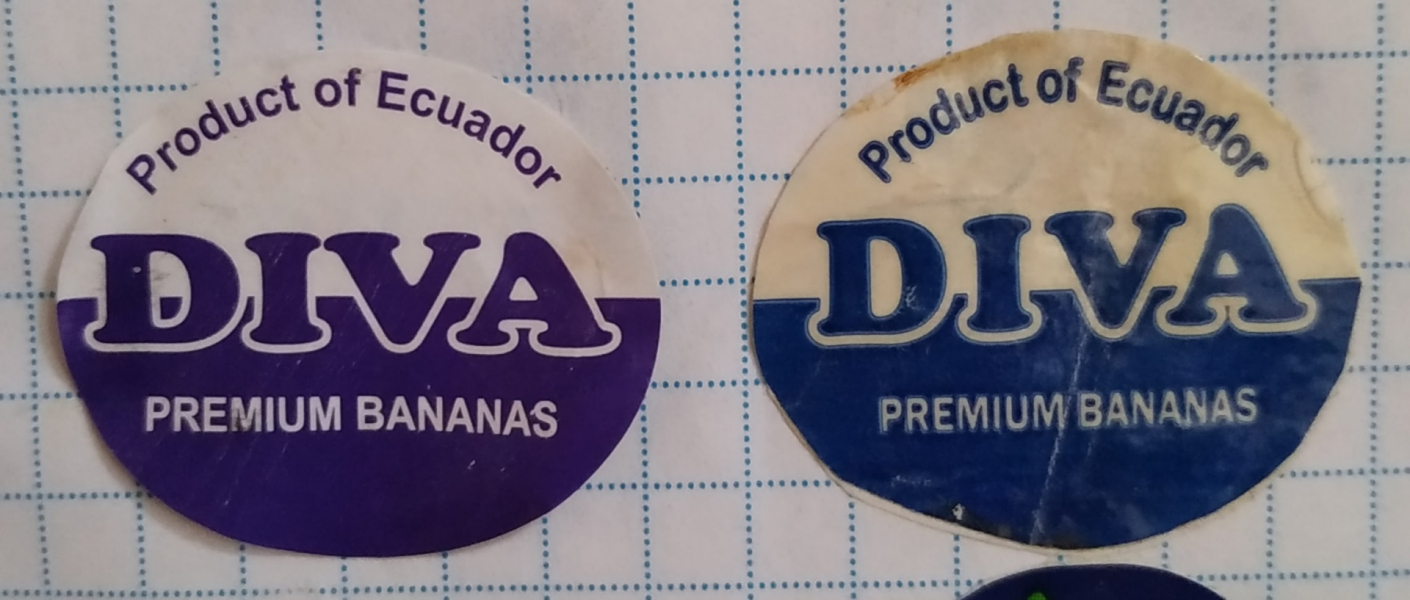 Product of Ecuador
DIVA
PREMIUM BANANAS
Product of Ecuador
DIVA
PREMIUM BANANAS